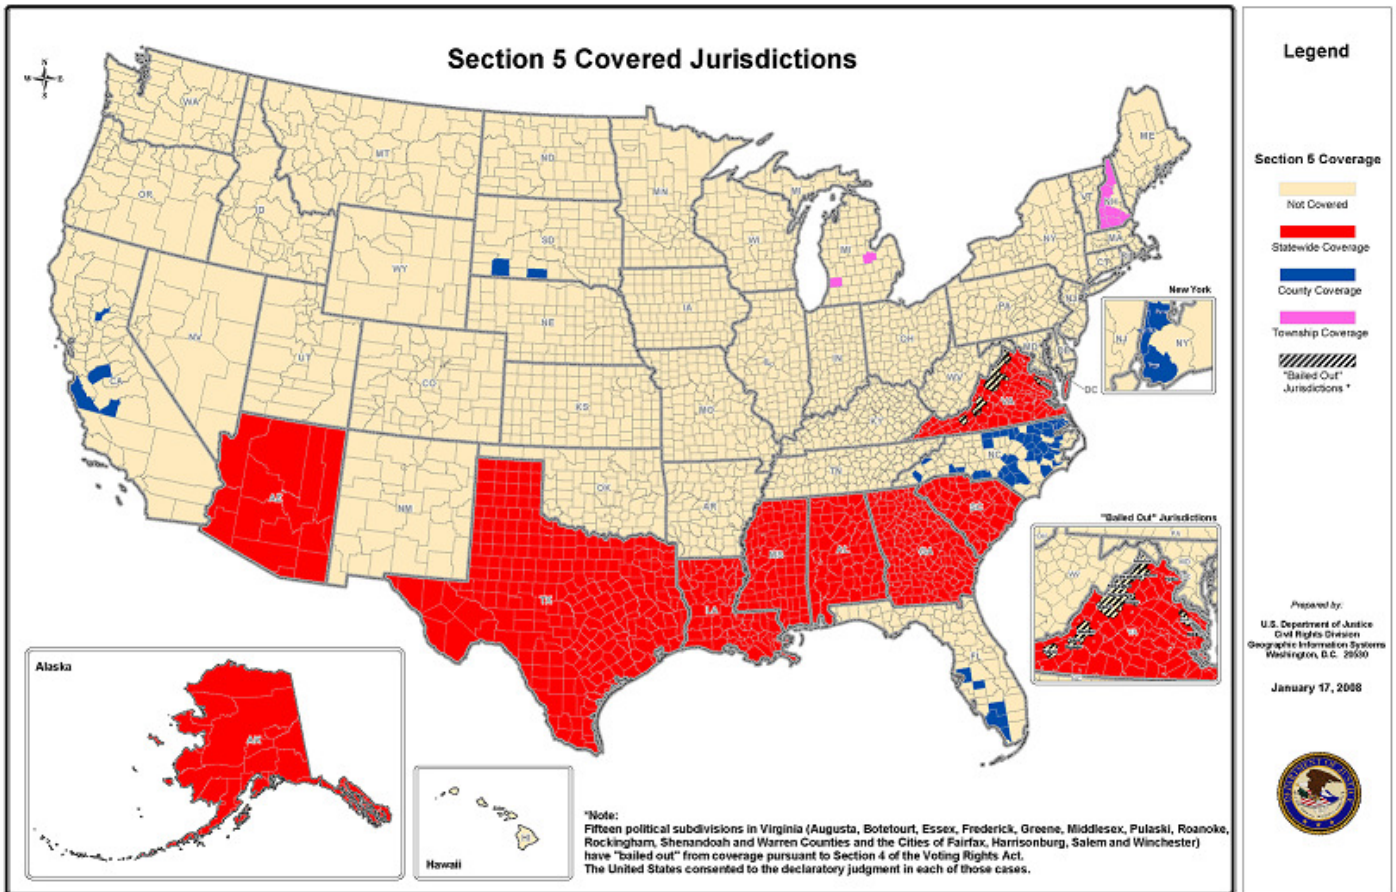 Section 5 Covered Jurisdictions
N
W
E
S
WA
OR
ID
MT
WY
NV
UT
CA
CO
AZ
NM
ND
SD
NE
KS
OK
TX
MN
IA
MO
AR
LA
WI
IL
MI
MI
IN
OH
KY
TN
MS
AL
GA
FL
SC
NC
VA
WV
MD
DE
DC
PA
NJ
NY
CT
MA
VT
NH
ME
New York
NJ
NY
"Bailed Out" Jurisdictions
WV
PA
VA
Alaska
AK
Hawaii
HI
*Note:
Fifteen political subdivisions in Virginia (Augusta, Botetourt, Essex, Frederick, Greene, Middlesex, Pulaski, Roanoke,
Rockingham, Shenandoah and Warren Counties and the Cities of Fairfax, Harrisonburg, Salem and Winchester)
have "bailed out" from coverage pursuant to Section 4 of the Voting Rights Act.
The United States consented to the declaratory judgment in each of those cases.
Legend
Section 5 Coverage
Not Covered
Statewide Coverage
County Coverage
Township Coverage
"Bailed Out"
Jurisdictions *
Prepared by:
U.S. Department of Justice
Civil Rights Division
Geographic Information Systems
Washington, D.C. 20530
January 17, 2008